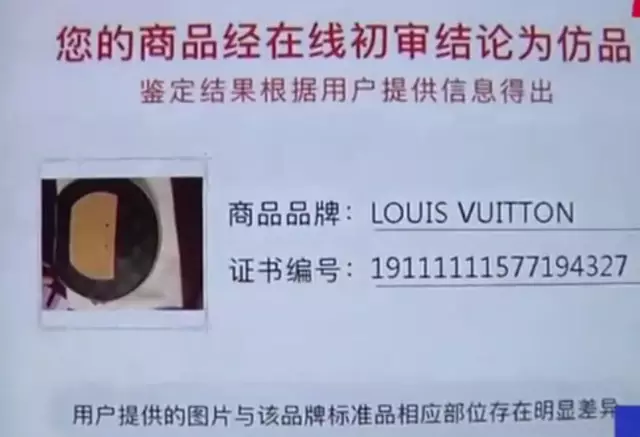 您的商品经在线初审结论为仿品
鉴定结果根据用户提供信息得出
商品品牌: LOUIS VUITTON
证书编号: 19111111577194327
用户提供的图片与该品牌标准品相应部位存在明显差异